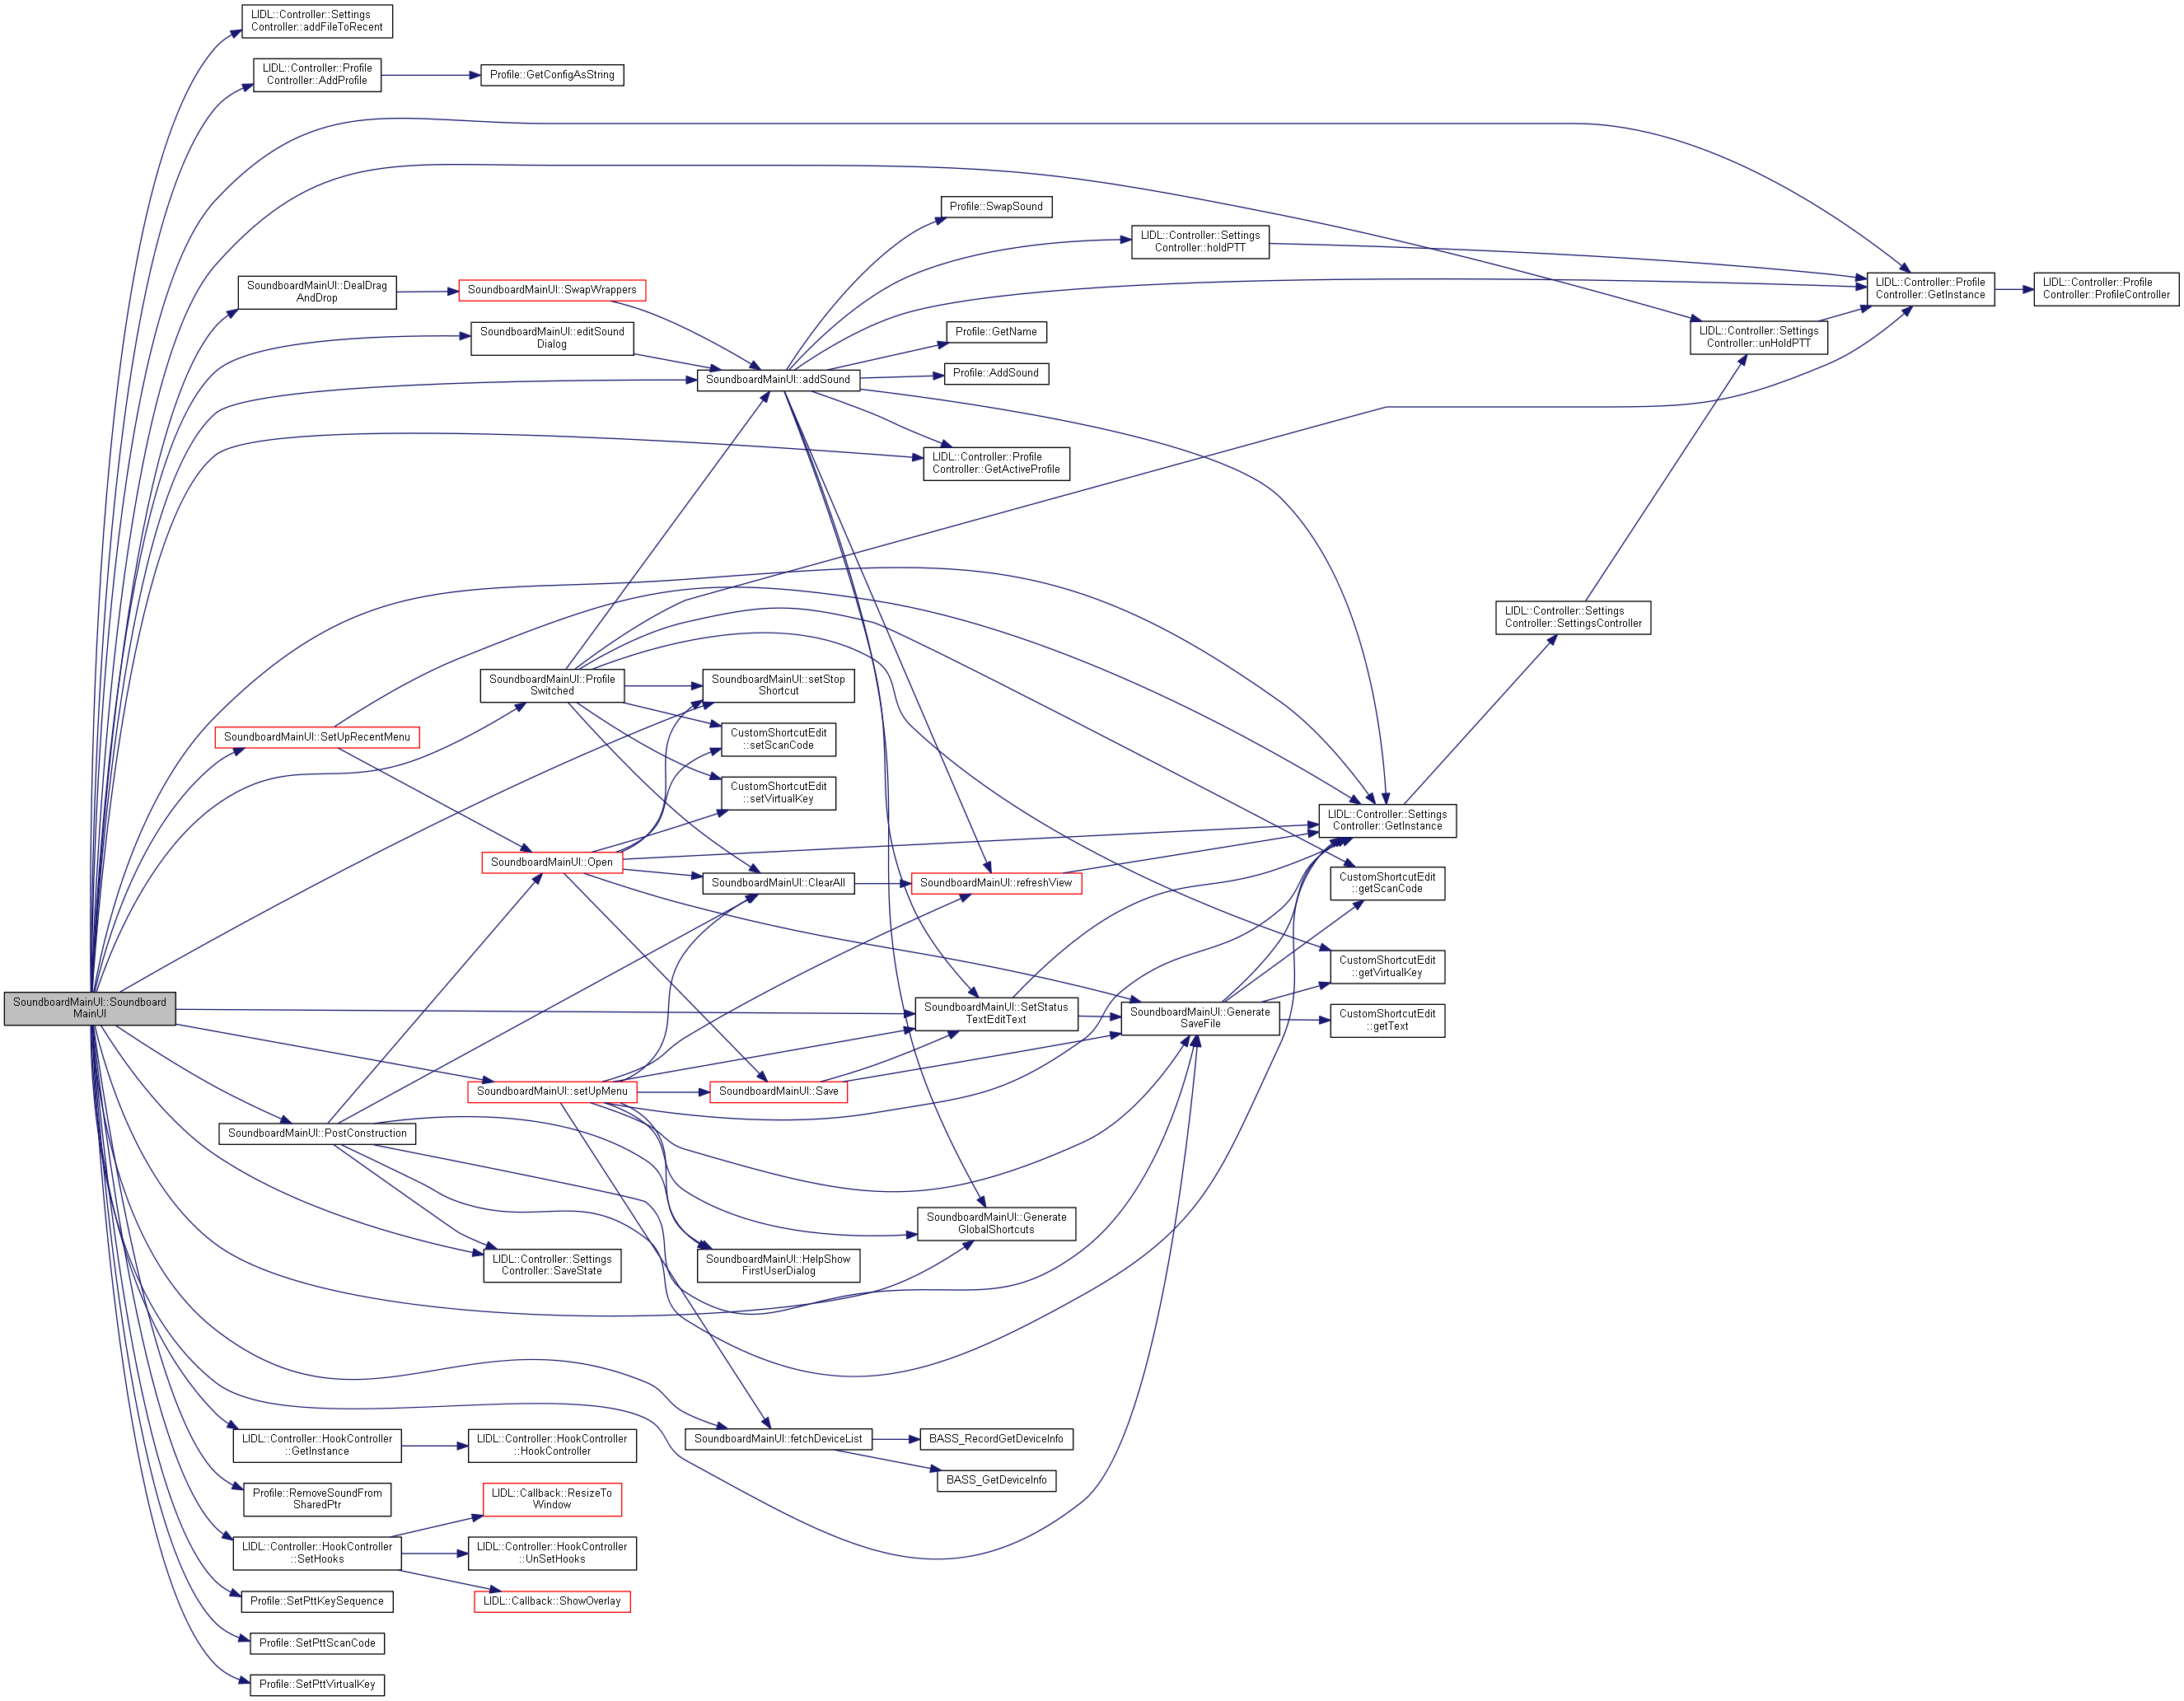 LIDL::Controller::Settings
Controller::addFileToRecent
LIDL::Controller::Profile
Controller::AddProfile
Profile::GetConfigAsString
Profile::SwapSound
LIDL::Controller::Settings
Controller::holdPTT
SoundboardMainUI::DealDrag
AndDrop
SoundboardMainUI::SwapWrappers
LIDL::Controller::Profile
Controller::GetInstance
LIDL::Controller::Profile
Controller::ProfileController
SoundboardMainUI::editSound
Dialog
Profile::GetName
LIDL::Controller::Settings
Controller::unHoldPTT
SoundboardMainUI::addSound
Profile::AddSound
LIDL::Controller::Profile
Controller::GetActiveProfile
LIDL::Controller::Settings
Controller::SettingsController
SoundboardMainUI::Profile
Switched
SoundboardMainUI::setStop
Shortcut
SoundboardMainUI::SetUpRecentMenu
CustomShortcutEdit
::setScanCode
CustomShortcutEdit
::setVirtualKey
LIDL::Controller::Settings
Controller::GetInstance
SoundboardMainUI::Open
SoundboardMainUI::ClearAll
SoundboardMainUI::refreshView
CustomShortcutEdit
::getScanCode
CustomShortcutEdit
::getVirtualKey
SoundboardMainUI::Soundboard
MainUI
SoundboardMainUI::SetStatus
TextEditText
SoundboardMainUI::Generate
SaveFile
CustomShortcutEdit
::getText
SoundboardMainUI::setUpMenu
SoundboardMainUI::Save
SoundboardMainUI::PostConstruction
SoundboardMainUI::Generate
GlobalShortcuts
LIDL::Controller::Settings
Controller::SaveState
SoundboardMainUI::HelpShow
FirstUserDialog
LIDL::Controller::HookController
::GetInstance
LIDL::Controller::HookController
::HookController
SoundboardMainUI::fetchDeviceList
BASS_RecordGetDeviceInfo
BASS_GetDeviceInfo
Profile::RemoveSoundFrom
SharedPtr
LIDL::Callback::ResizeTo
Window
LIDL::Controller::HookController
::SetHooks
LIDL::Controller::HookController
::UnSetHooks
Profile::SetPttKeySequence
LIDL::Callback::ShowOverlay
Profile::SetPttScanCode
Profile::SetPttVirtualKey